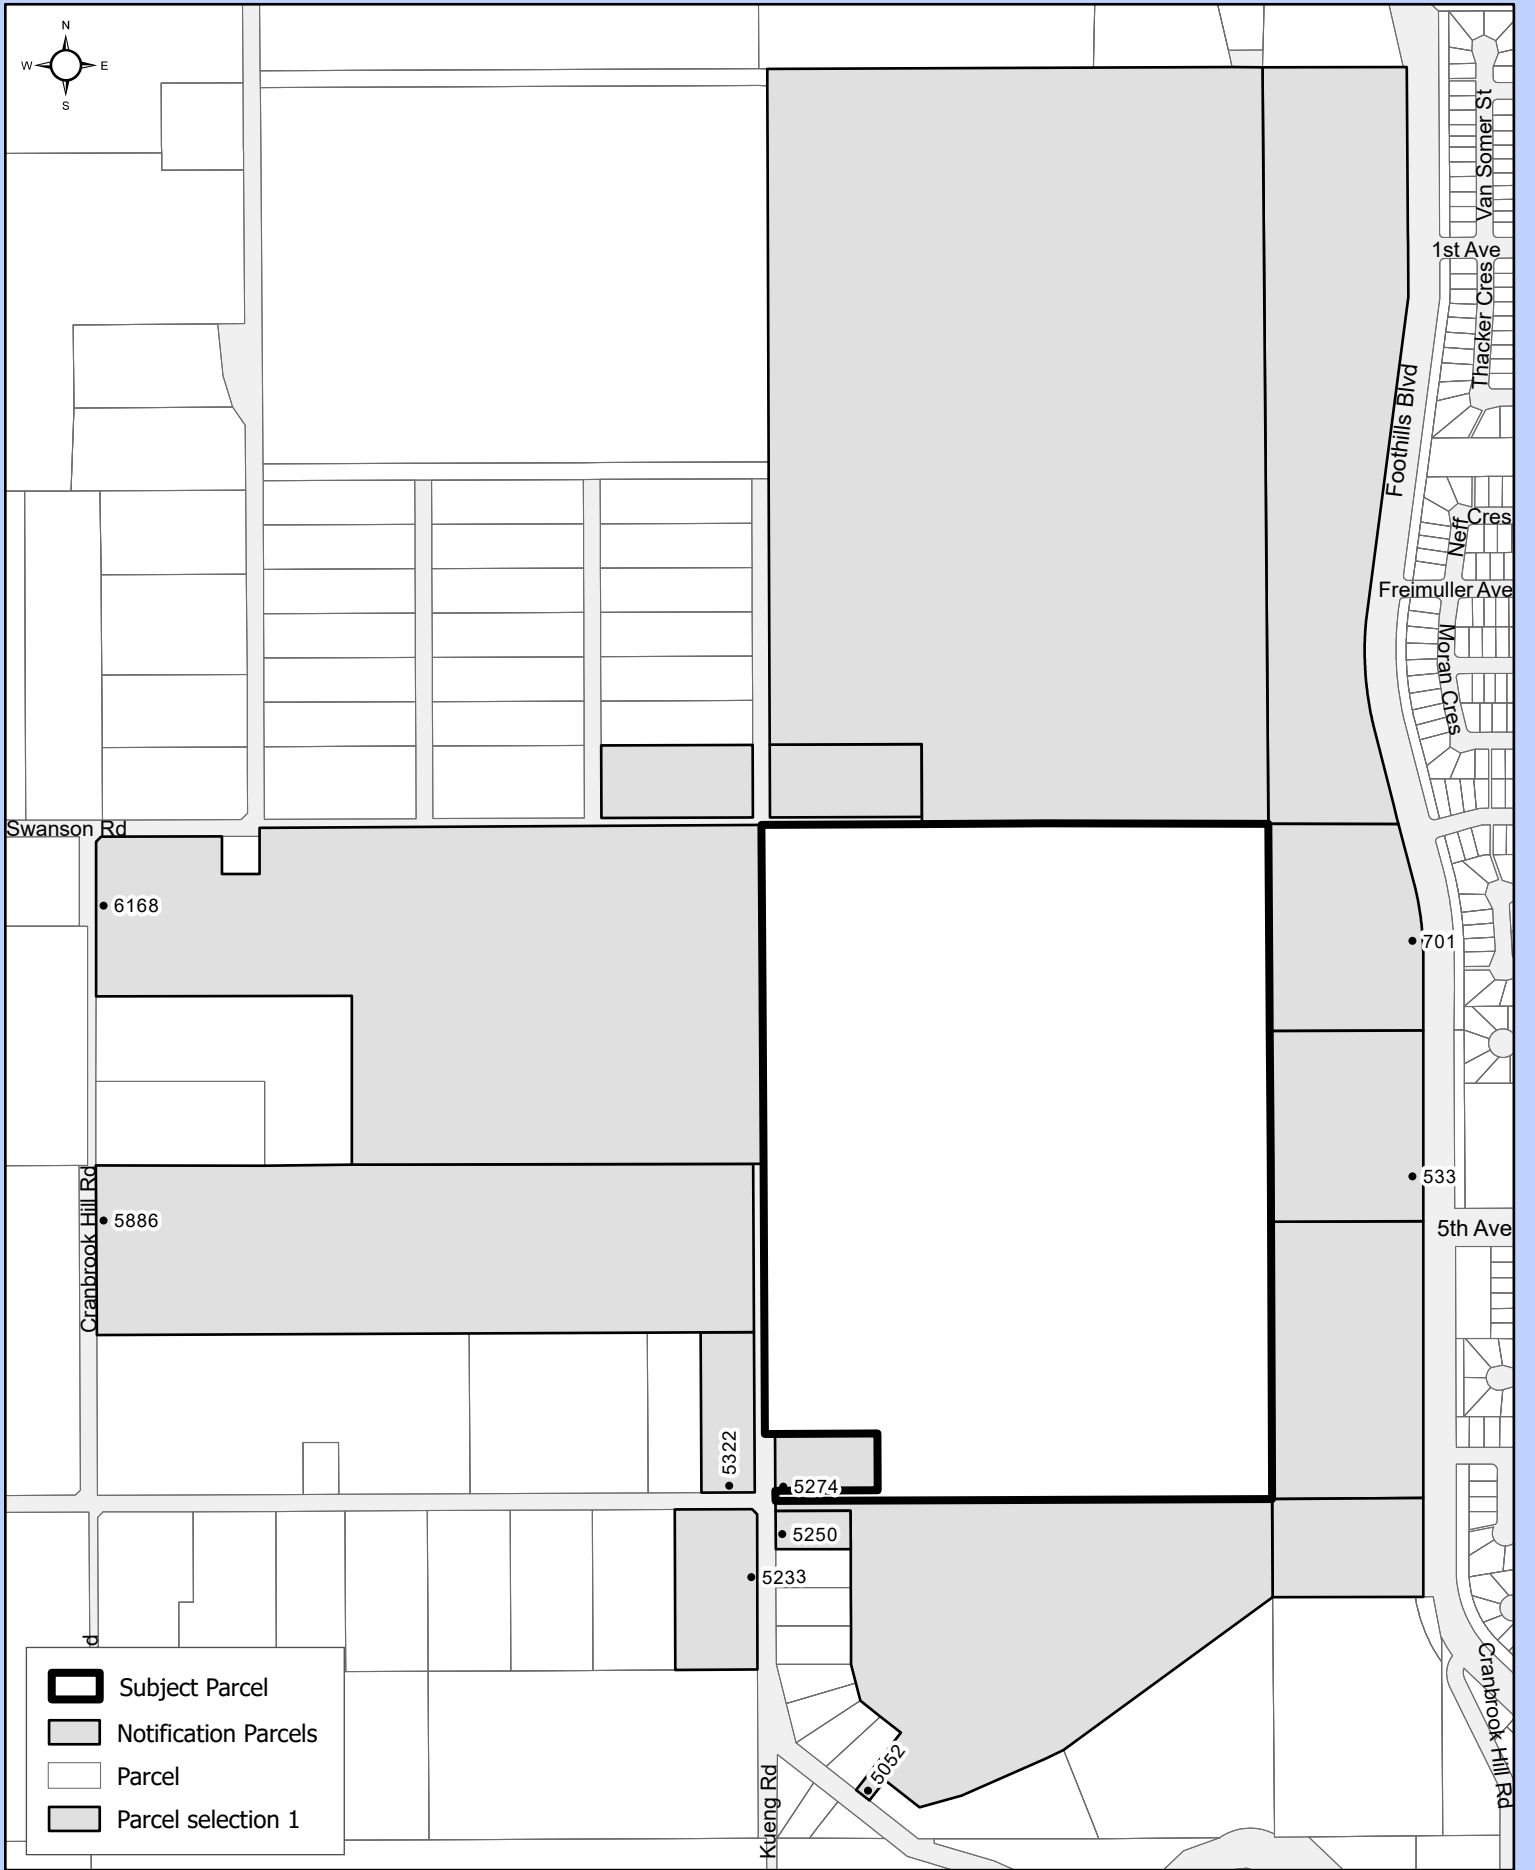 N
W E
S
Van Somer St
1st Ave
Thacker Cres
Foothills Blvd
Neff
Cres
Freimuller Ave
Moran Cres
Swanson Rd
6168
701
533
5886
5th Ave
Cranbrook Hill Rd
5322
5274
5250
5233
d
Subject Parcel
Notification Parcels
Parcel
Parcel selection 1
5052
Kueng Rd
Cranbrook Hill Rd